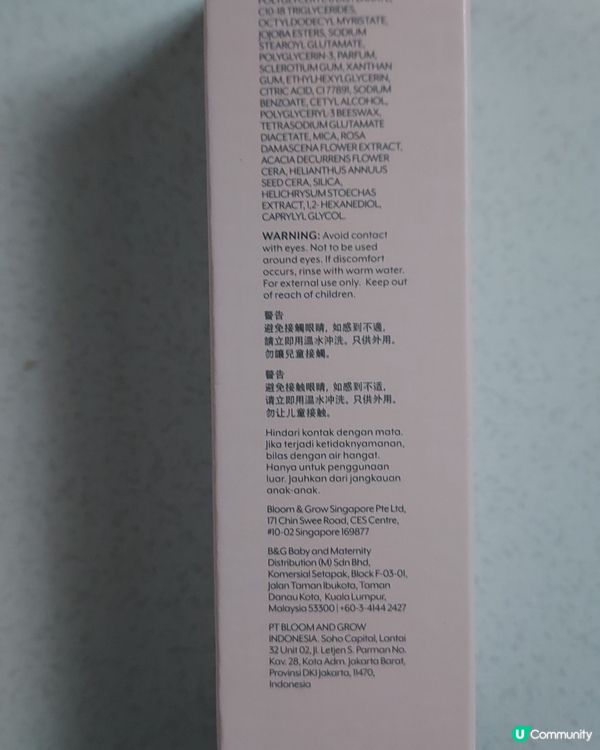 C10-18 TRIGLYCERIDES,
OCTYLDODECYL MYRISTATE,
JOJOBA ESTERS, SODIUM
STEAROYL GLUTAMATE,
POLYGLYCERIN-3, PARFUM,
SCLEROTIUM GUM, XANTHAN
GUM, ETHYLHEXYLGLYCERIN,
CITRIC ACID, CI 77891, SODIUM
BENZOATE, CETYL ALCOHOL,
POLYGLYCERYL-3 BEESWAX,
TETRASODIUM GLUTAMATE
DIACETATE, MICA, ROSA
DAMASCENA FLOWER EXTRACT,
ACACIA DECURRENS FLOWER
CERA, HELIANTHUS ANNUUS
SEED CERA, SILICA,
HELICHRYSUM STOECHAS
EXTRACT, 1,2-HEXANEDIOL,
CAPRYLYL GLYCOL.
WARNING: Avoid contact
with eyes. Not to be used
around eyes. If discomfort
occurs, rinse with warm water.
For external use only. Keep out
of reach of children.
警告
避免接觸眼睛, 如感到不適,
請立即用溫水沖洗。只供外用。
勿讓兒童接觸。
警告
避免接触眼睛, 如感到不适,
请立即用温水冲洗。只供外用。
勿让儿童接触。
Hindari kontak dengan mata.
Jika terjadi ketidaknyamanan,
bilas dengan air hangat.
Hanya untuk penggunaan
luar. Jauhkan dari jangkauan
anak-anak.
Bloom & Grow Singapore Pte Ltd,
171 Chin Swee Road, CES Centre,
#10-02 Singapore 169877
B&G Baby and Maternity
Distribution (M) Sdn Bhd,
Komersial Setapak, Block F-03-01,
Jalan Taman Ibukota, Taman
Danau Kota, Kuala Lumpur,
Malaysia 53300 | +60-3-4144 2427
PT BLOOM AND GROW
INDONESIA. Soho Capital, Lantai
32 Unit 02, Jl. Letjen S. Parman No.
Kav. 28, Kota Adm. Jakarta Barat,
Provinsi DKI Jakarta, 11470,
Indonesia
U Community